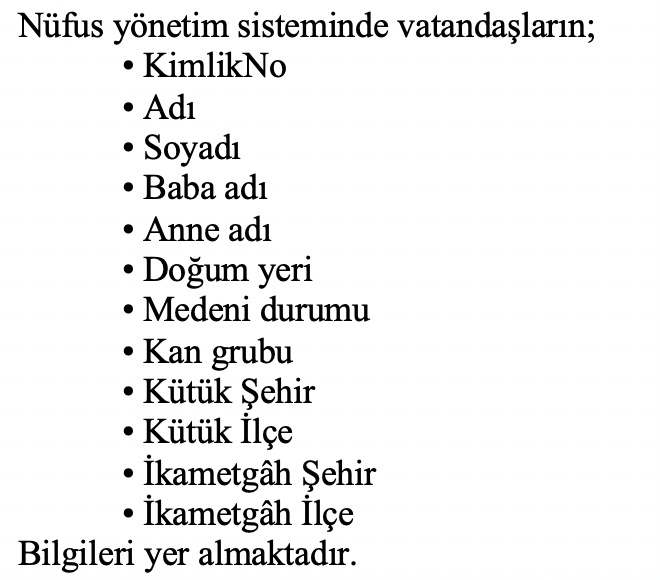 Nüfus yönetim sisteminde vatandaşların;
• KimlikNo
• Adı
• Soyadı
• Baba adı
• Anne adı
• Doğum yeri
• Medeni durumu
• Kan grubu
• Kütük Şehir
• Kütük İlçe
• İkametgâh Şehir
• İkametgâh İlçe
Bilgileri yer almaktadır.